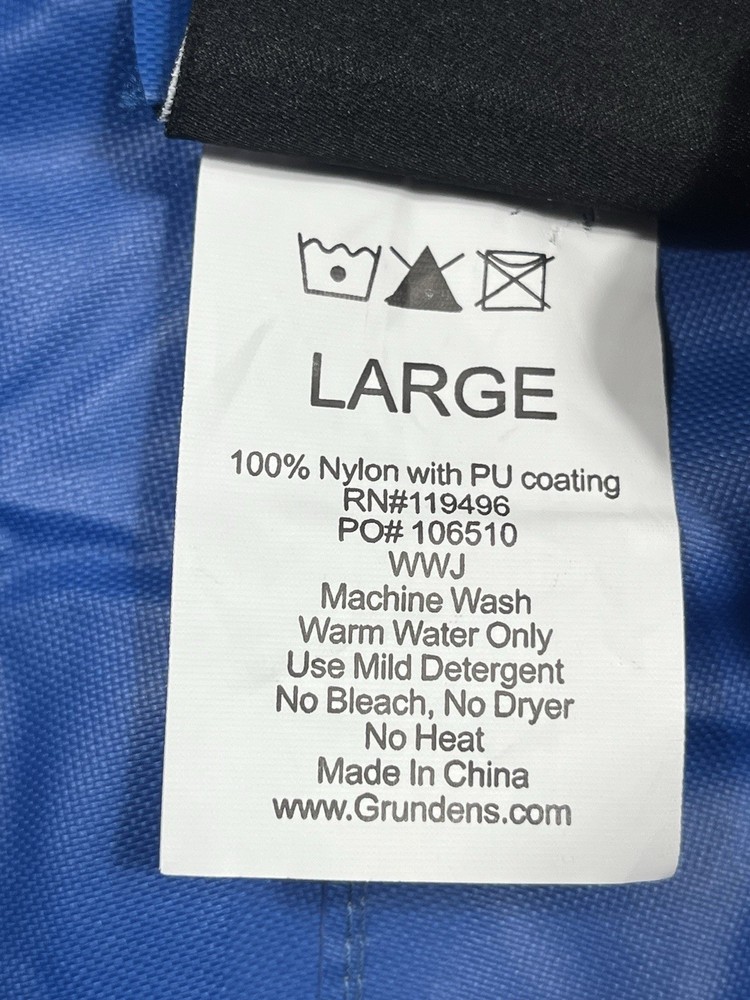 LARGE
100% Nylon with PU coating
RN#119496
PO# 106510
WWJ
Machine Wash
Warm Water Only
Use Mild Detergent
No Bleach, No Dryer
No Heat
Made In China
www.Grundens.com